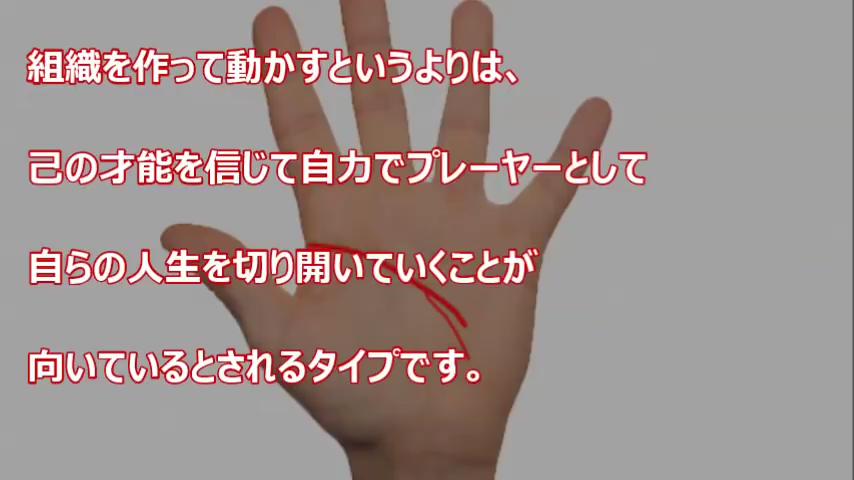 組織を作って動かすというよりは、
己の才能を信じて自力でプレーヤーとして
自らの人生を切り開いていくことが
向いているとされるタイプです。